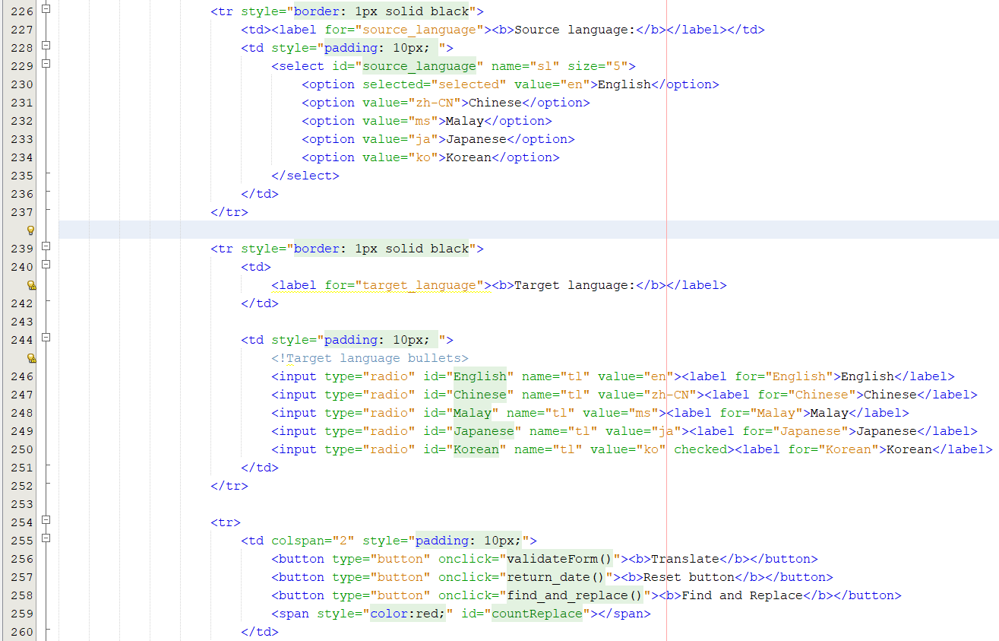 226 <tr style="border: 1px solid black">
227 <td><label for="source_language"><b>Source language:</b></label></td>
228 <td style="padding: 10px; ">
229 <select id="source_language" name="sl" size="5">
230 <option selected="selected" value="en">English</option>
231 <option value="zh-CN">Chinese</option>
232 <option value="ms">Malay</option>
233 <option value="ja">Japanese</option>
234 <option value="ko">Korean</option>
235 </select>
236 </td>
237 </tr>
239 <tr style="border: 1px solid black">
240 <td>
<label for="target_language"><b>Target language:</b></label>
242 </td>
243
244 <td style="padding: 10px; ">
<!Target language bullets>
246 <input type="radio" id="English" name="tl" value="en"><label for="English">English</label>
247 <input type="radio" id="Chinese" name="tl" value="zh-CN"><label for="Chinese">Chinese</label>
248 <input type="radio" id="Malay" name="tl" value="ms"><label for="Malay">Malay</label>
249 <input type="radio" id="Japanese" name="tl" value="ja"><label for="Japanese">Japanese</label>
250 <input type="radio" id="Korean" name="tl" value="ko" checked><label for="Korean">Korean</label>
251 </td>
252 </tr>
253
254 <tr>
255 <td colspan="2" style="padding: 10px;">
256 <button type="button" onclick="validateForm()"><b>Translate</b></button>
257 <button type="button" onclick="return_date()"><b>Reset button</b></button>
258 <button type="button" onclick="find_and_replace()"><b>Find and Replace</b></button>
259 <span style="color:red;" id="countReplace"></span>
260 </td>